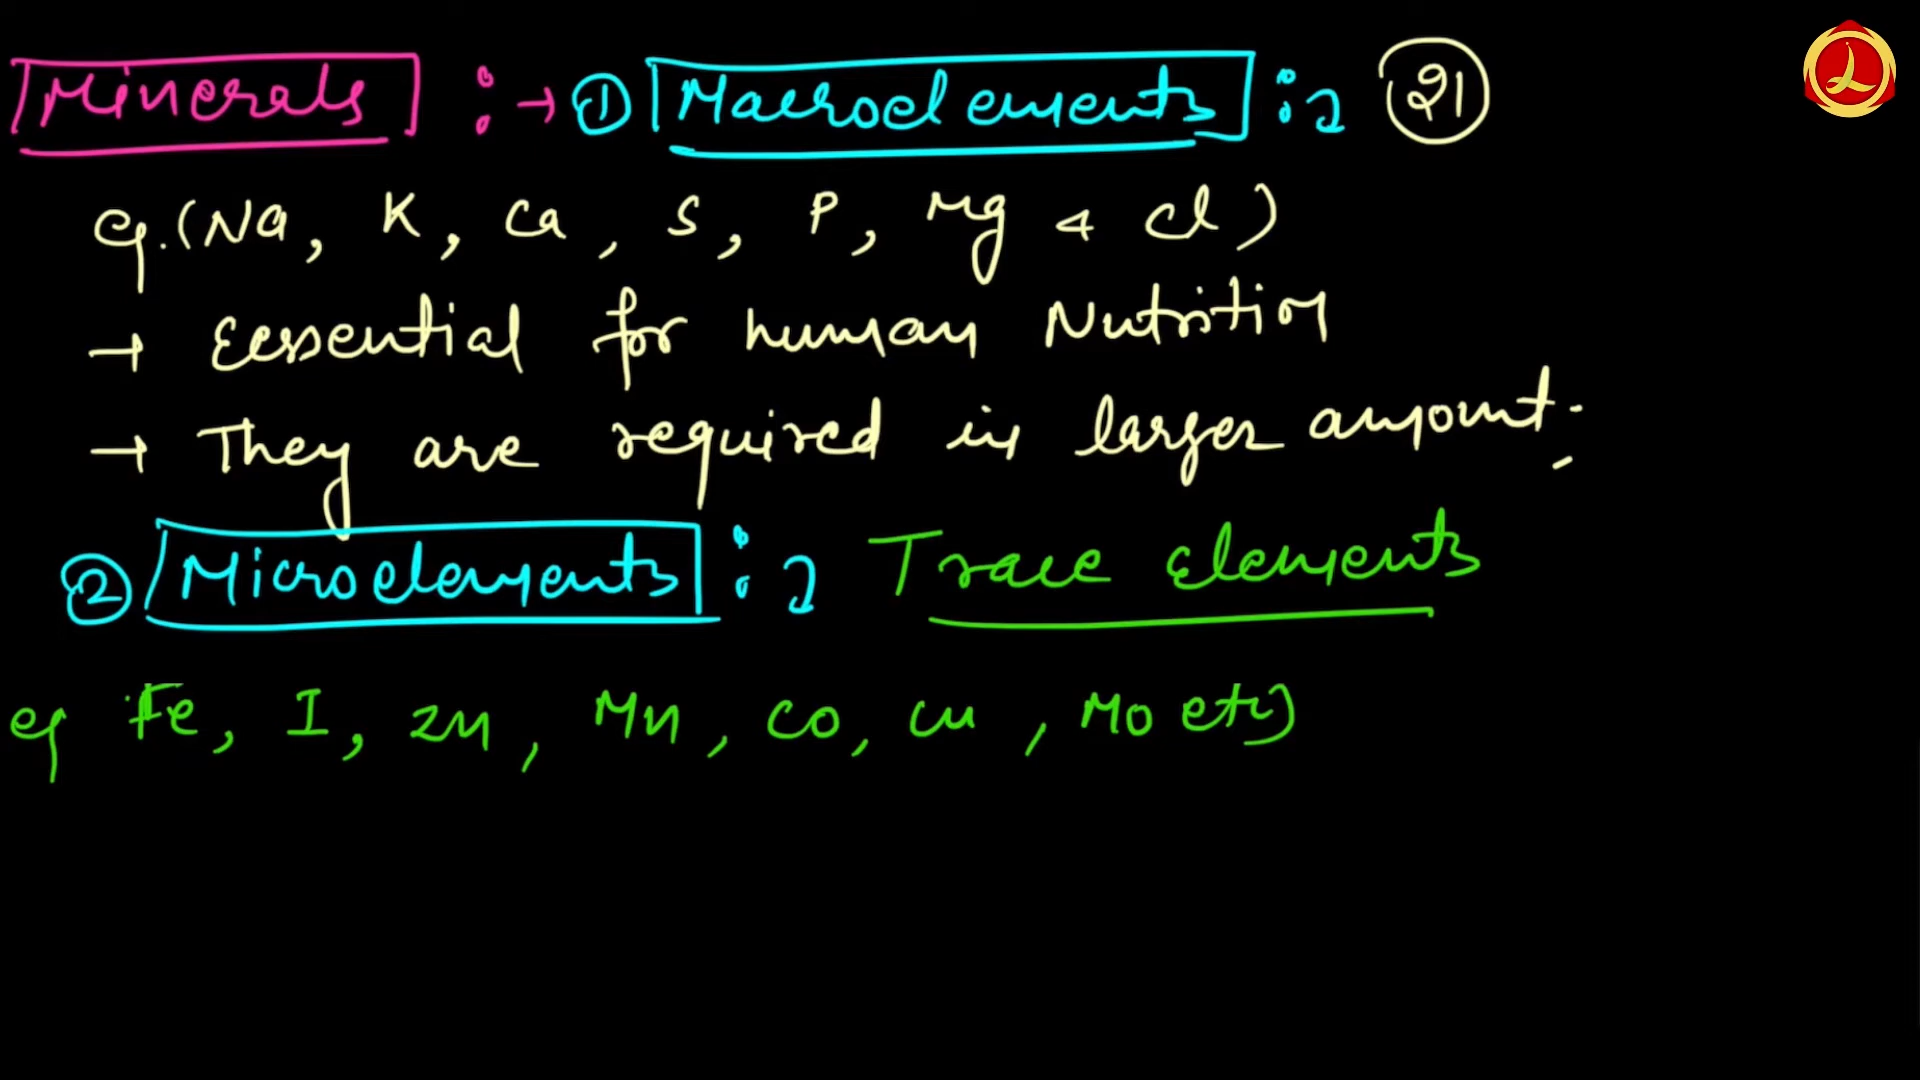 Minerals :→ ① Macroelements : 21
eg. (Na, K, Ca, S, P, Mg & Cl)
→ Essential for human Nutrition
→ They are required in larger amount.
② Microelements : Trace Elements
eg Fe, I, Zn, Mn, Co, Cu, Mo etc)